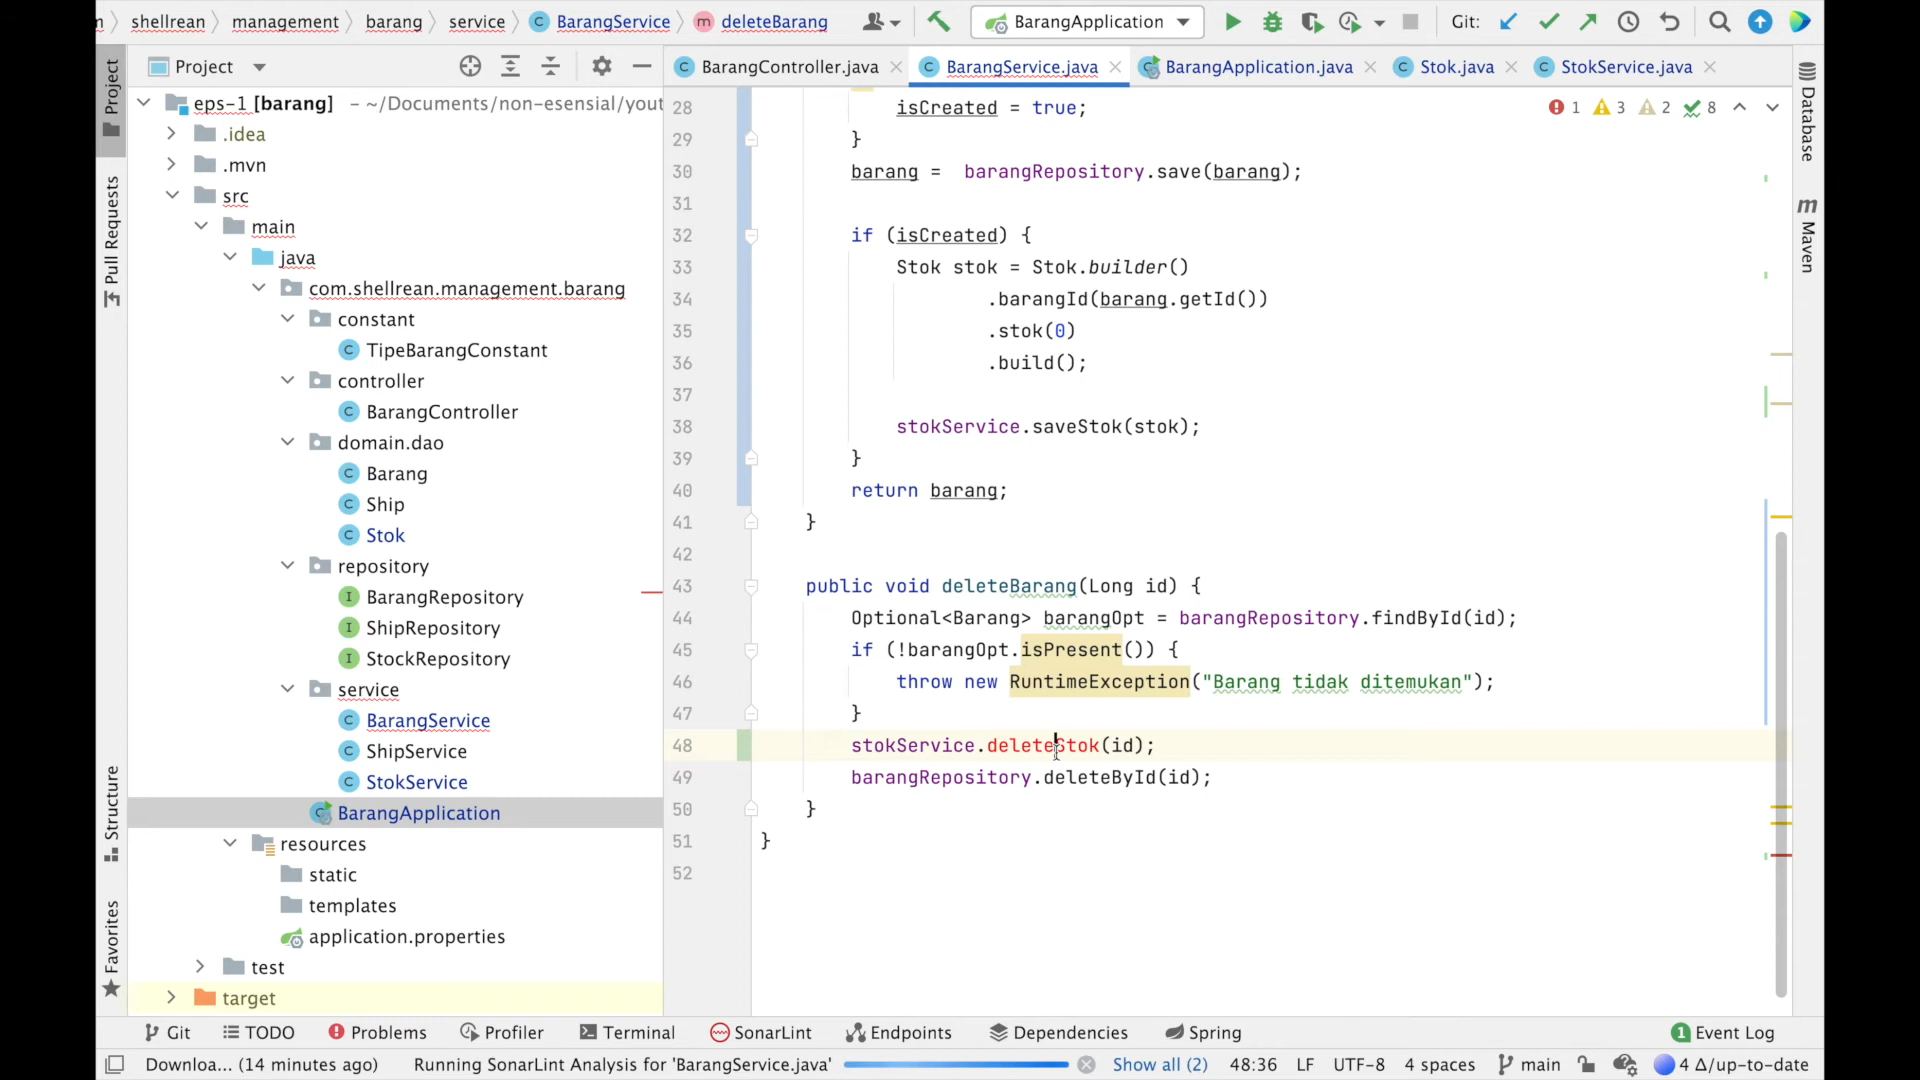 shellrean > management > barang > service > BarangService > deleteBarang
BarangApplication
Git:
Project
BarangController.java
BarangService.java
BarangApplication.java
Stok.java
StokService.java
Project
Pull Requests
Structure
Favorites
eps-1 [barang] – ~/Documents/non-esensial/yout
.idea
.mvn
src
main
java
com.shellrean.management.barang
constant
TipeBarangConstant
controller
BarangController
domain.dao
Barang
Ship
Stok
repository
BarangRepository
ShipRepository
StockRepository
service
BarangService
ShipService
StokService
BarangApplication
resources
static
templates
application.properties
test
target
1 3 2 8
28 isCreated = true;
29 }
30 barang =  barangRepository.save(barang);
31
32 if (isCreated) {
33 Stok stok = Stok.builder()
34 .barangId(barang.getId())
35 .stok(0)
36 .build();
37
38 stokService.saveStok(stok);
39 }
40 return barang;
41 }
42
43 public void deleteBarang(Long id) {
44 Optional<Barang> barangOpt = barangRepository.findById(id);
45 if (!barangOpt.isPresent()) {
46 throw new RuntimeException("Barang tidak ditemukan");
47 }
48 stokService.deleteStok(id);
49 barangRepository.deleteById(id);
50 }
51 }
52
Database
Maven
Git
TODO
Problems
Profiler
Terminal
SonarLint
Endpoints
Dependencies
Spring
1 Event Log
Downloa... (14 minutes ago)
Running SonarLint Analysis for 'BarangService.java'
Show all (2)
48:36
LF
UTF-8
4 spaces
main
4 Δ/up-to-date